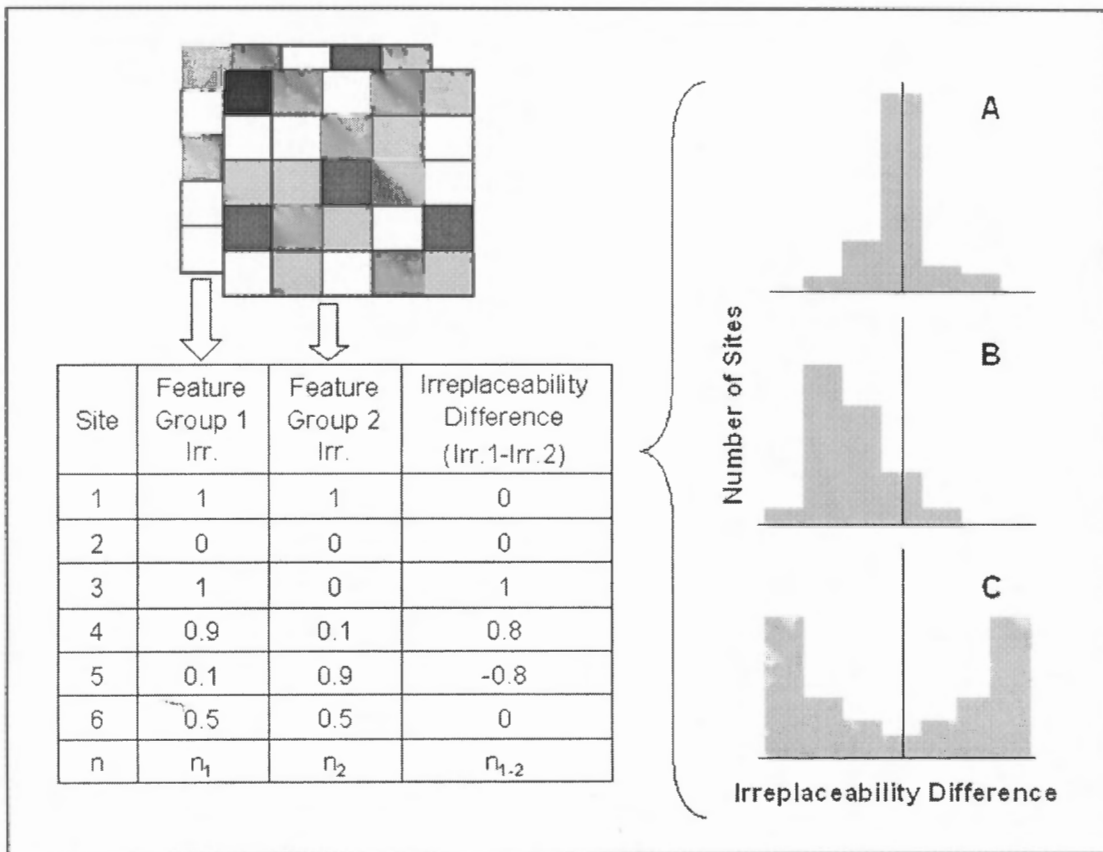 Site
Feature Group 1 Irr.
Feature Group 2 Irr.
Irreplaceability Difference (Irr.1-Irr.2)
1 1 1 0
2 0 0 0
3 1 0 1
4 0.9 0.1 0.8
5 0.1 0.9 -0.8
6 0.5 0.5 0
n n₁ n₂ n₁₋₂
A
B
C
Number of Sites
Irreplaceability Difference